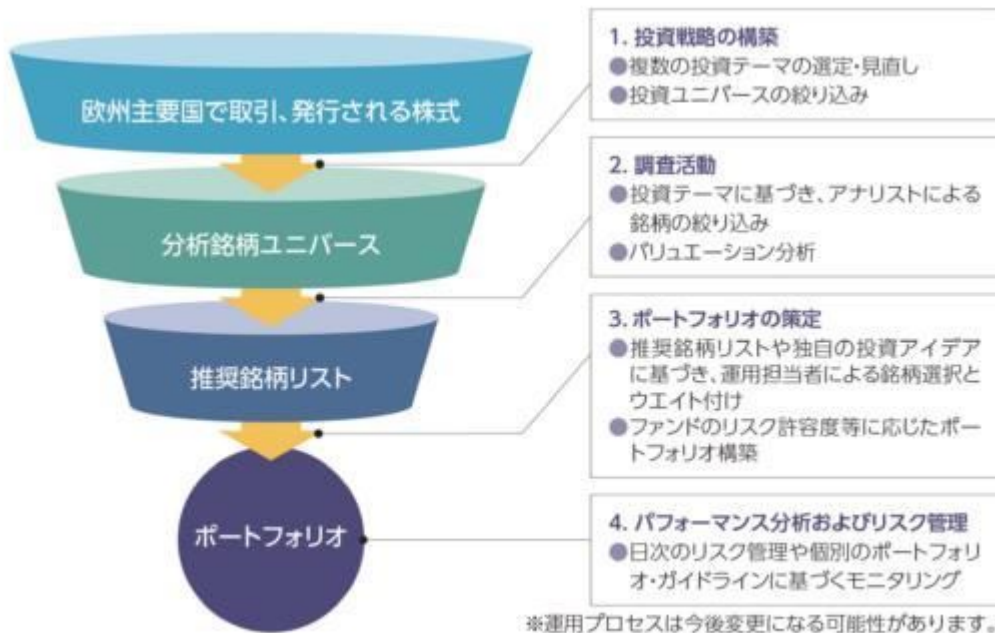 欧州主要国で取引、発行される株式
分析銘柄ユニバース
推奨銘柄リスト
ポートフォリオ
1. 投資戦略の構築
●複数の投資テーマの選定・見直し
●投資ユニバースの絞り込み
2. 調査活動
●投資テーマに基づき、アナリストによる
銘柄の絞り込み
●バリュエーション分析
3. ポートフォリオの策定
●推奨銘柄リストや独自の投資アイデア
に基づき、運用担当者による銘柄選択と
ウエイト付け
●ファンドのリスク許容度等に応じたポー
トフォリオ構築
4. パフォーマンス分析およびリスク管理
●日次のリスク管理や個別のポートフォリ
オ・ガイドラインに基づくモニタリング
※運用プロセスは今後変更になる可能性があります。